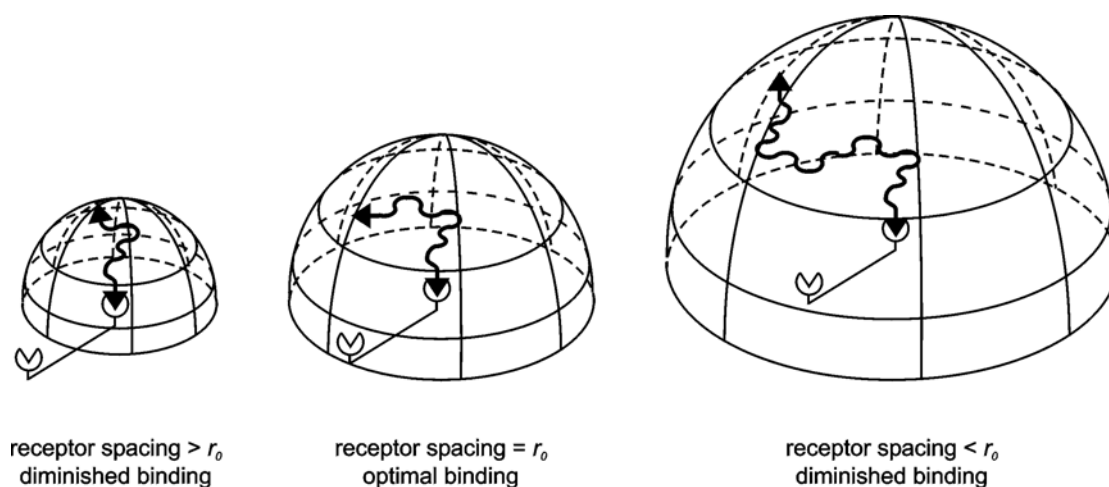 receptor spacing > r₀
diminished binding
receptor spacing = r₀
optimal binding
receptor spacing < r₀
diminished binding